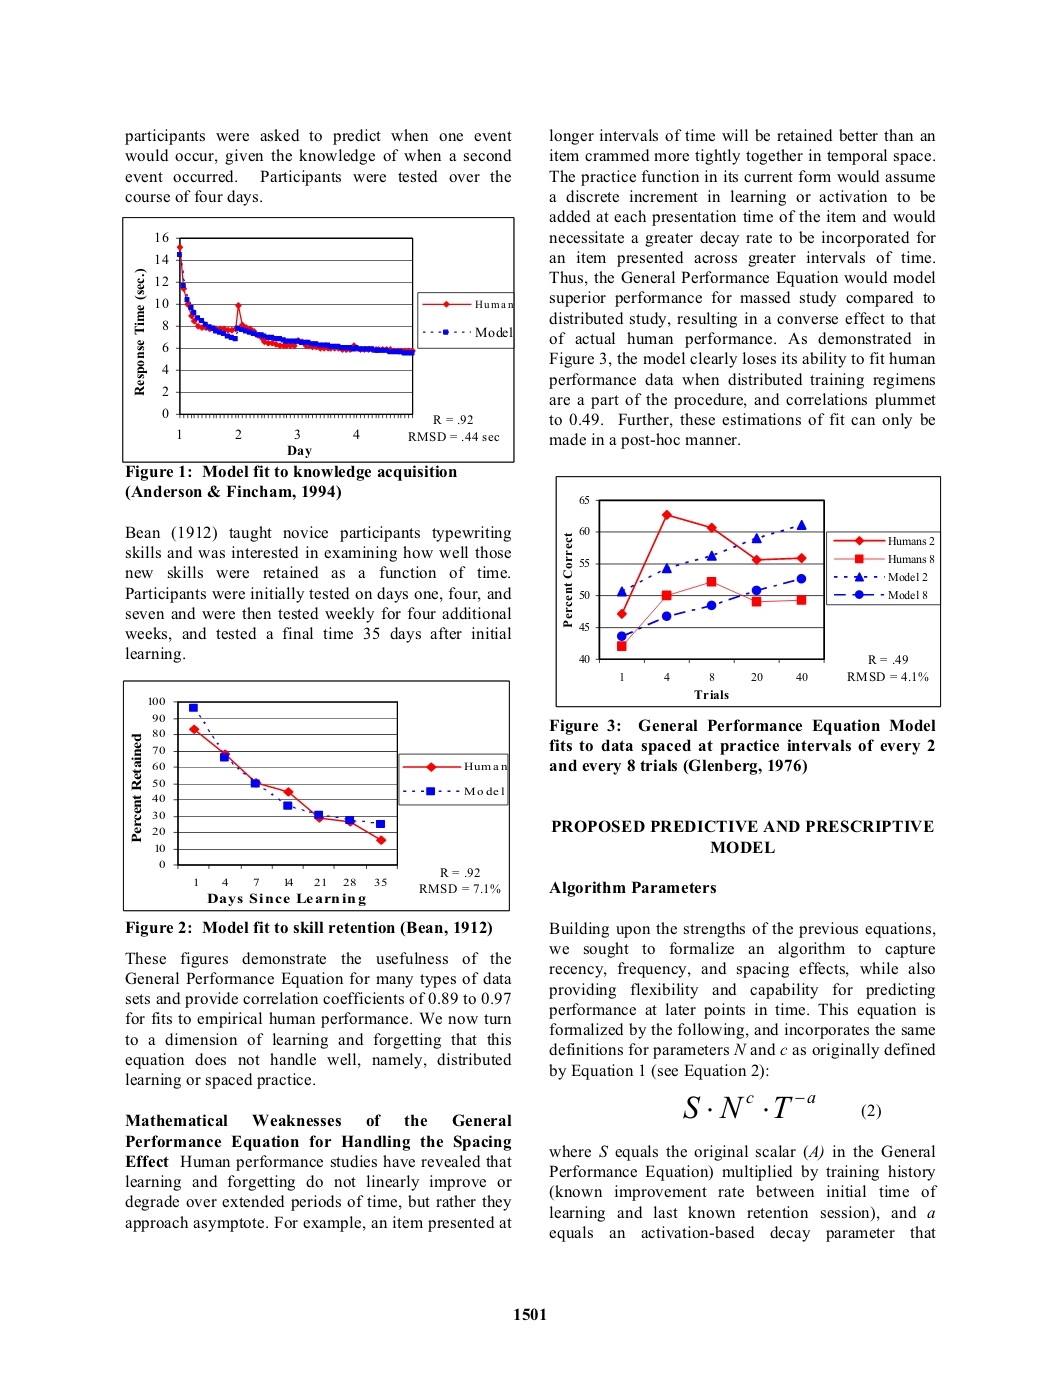 participants were asked to predict when one event
would occur, given the knowledge of when a second
event occurred. Participants were tested over the
course of four days.
16
14
12
10
8
6
4
2
0
Response Time (sec.)
1 2 3 4
Day
Human
Model
R = .92
RMSD = .44 sec
Figure 1: Model fit to knowledge acquisition
(Anderson & Fincham, 1994)
Bean (1912) taught novice participants typewriting
skills and was interested in examining how well those
new skills were retained as a function of time.
Participants were initially tested on days one, four, and
seven and were then tested weekly for four additional
weeks, and tested a final time 35 days after initial
learning.
100
90
80
70
60
50
40
30
20
10
0
Percent Retained
1 4 7 14 21 28 35
Days Since Learning
Human
Model
R = .92
RMSD = 7.1%
Figure 2: Model fit to skill retention (Bean, 1912)
These figures demonstrate the usefulness of the
General Performance Equation for many types of data
sets and provide correlation coefficients of 0.89 to 0.97
for fits to empirical human performance. We now turn
to a dimension of learning and forgetting that this
equation does not handle well, namely, distributed
learning or spaced practice.
Mathematical Weaknesses of the General
Performance Equation for Handling the Spacing
Effect Human performance studies have revealed that
learning and forgetting do not linearly improve or
degrade over extended periods of time, but rather they
approach asymptote. For example, an item presented at
longer intervals of time will be retained better than an
item crammed more tightly together in temporal space.
The practice function in its current form would assume
a discrete increment in learning or activation to be
added at each presentation time of the item and would
necessitate a greater decay rate to be incorporated for
an item presented across greater intervals of time.
Thus, the General Performance Equation would model
superior performance for massed study compared to
distributed study, resulting in a converse effect to that
of actual human performance. As demonstrated in
Figure 3, the model clearly loses its ability to fit human
performance data when distributed training regimens
are a part of the procedure, and correlations plummet
to 0.49. Further, these estimations of fit can only be
made in a post-hoc manner.
65
60
55
50
45
40
Percent Correct
1 4 8 20 40
Trials
Humans 2
Humans 8
Model 2
Model 8
R = .49
RMSD = 4.1%
Figure 3: General Performance Equation Model
fits to data spaced at practice intervals of every 2
and every 8 trials (Glenberg, 1976)
PROPOSED PREDICTIVE AND PRESCRIPTIVE
MODEL
Algorithm Parameters
Building upon the strengths of the previous equations,
we sought to formalize an algorithm to capture
recency, frequency, and spacing effects, while also
providing flexibility and capability for predicting
performance at later points in time. This equation is
formalized by the following, and incorporates the same
definitions for parameters N and c as originally defined
by Equation 1 (see Equation 2):
S · N^c · T^−a (2)
where S equals the original scalar (A) in the General
Performance Equation) multiplied by training history
(known improvement rate between initial time of
learning and last known retention session), and a
equals an activation-based decay parameter that
1501